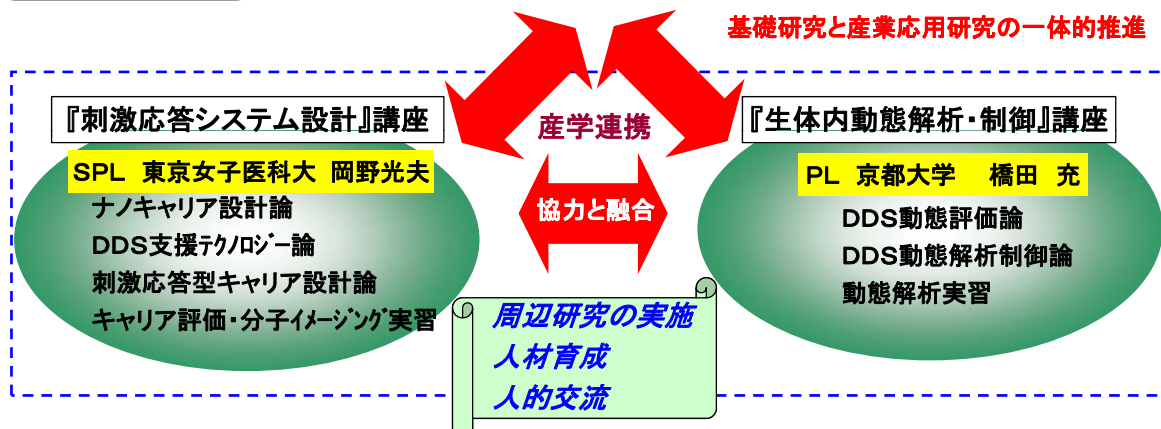 基礎研究と産業応用研究の一体的推進
『刺激応答システム設計』講座
SPL 東京女子医科大 岡野光夫
ナノキャリア設計論
DDS支援テクノロジー論
刺激応答型キャリア設計論
キャリア評価・分子イメージング実習
産学連携
協力と融合
『生体内動態解析・制御』講座
PL 京都大学 橋田 充
DDS動態評価論
DDS動態解析制御論
動態解析実習
周辺研究の実施
人材育成
人的交流